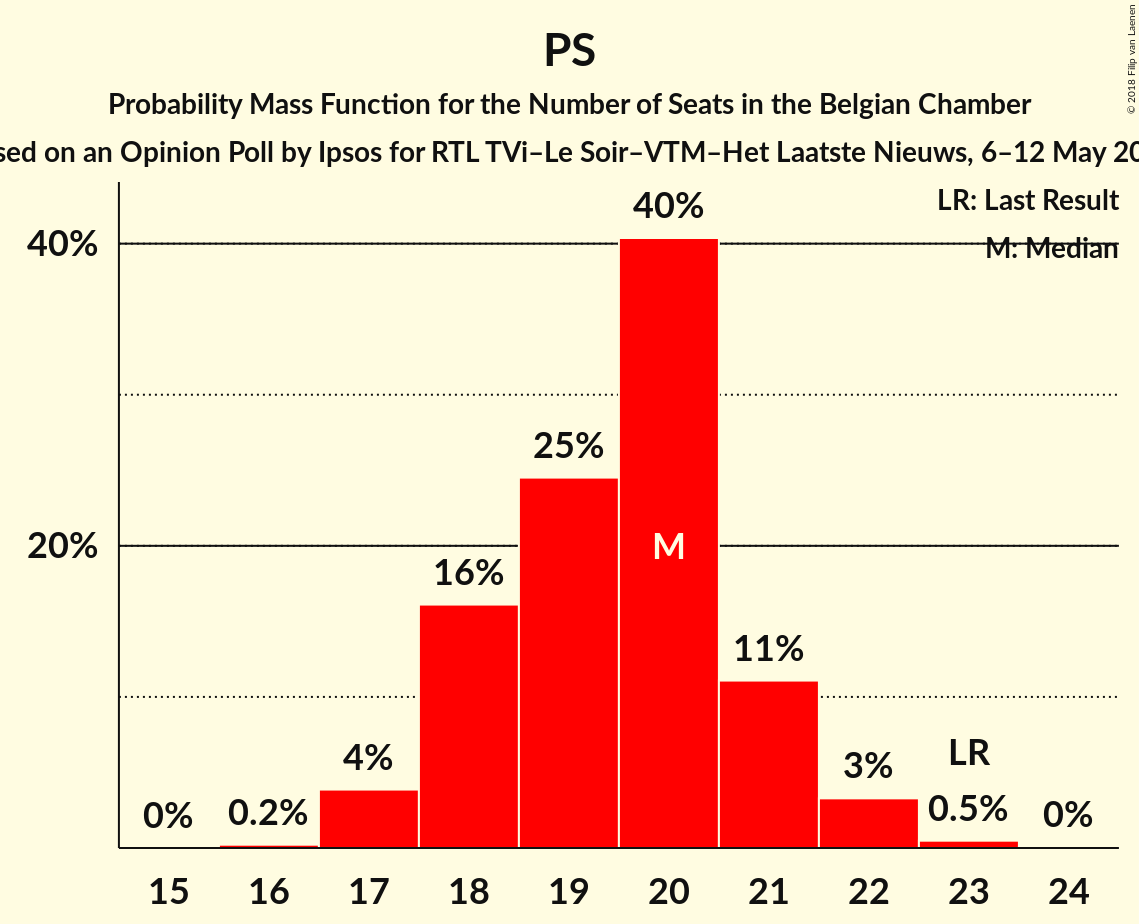 PS
Probability Mass Function for the Number of Seats in the Belgian Chamber
sed on an Opinion Poll by Ipsos for RTL TVi–Le Soir–VTM–Het Laatste Nieuws, 6–12 May 20
© 2018 Filip van Laenen
LR: Last Result
M: Median
40%
20%
0%
0.2%
4%
16%
25%
40%
M
11%
3%
LR
0.5%
0%
15 16 17 18 19 20 21 22 23 24